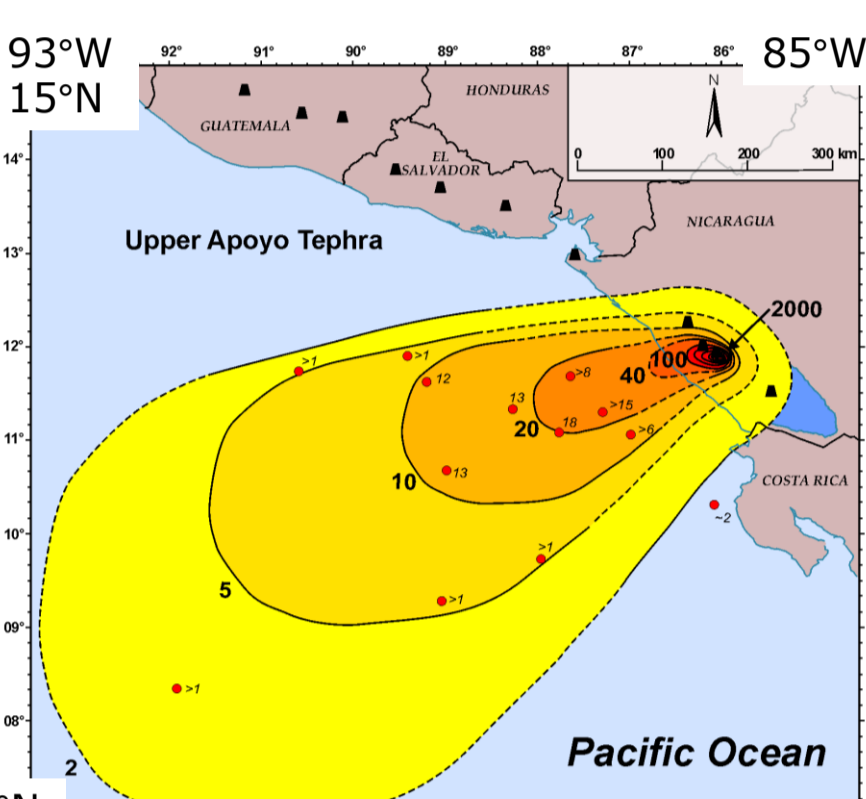 93°W
15°N
85°W
92° 91° 90° 89° 88° 87° 86°
N
0 100 200 300 km
HONDURAS
GUATEMALA
EL
SALVADOR
NICARAGUA
14°
13°
12°
11°
10°
09°
08°
Upper Apoyo Tephra
2000
>1
>1
12
13
>8
100
40
>15
18
20
>6
13
10
COSTA RICA
~2
>1
5
>1
>1
2
Pacific Ocean